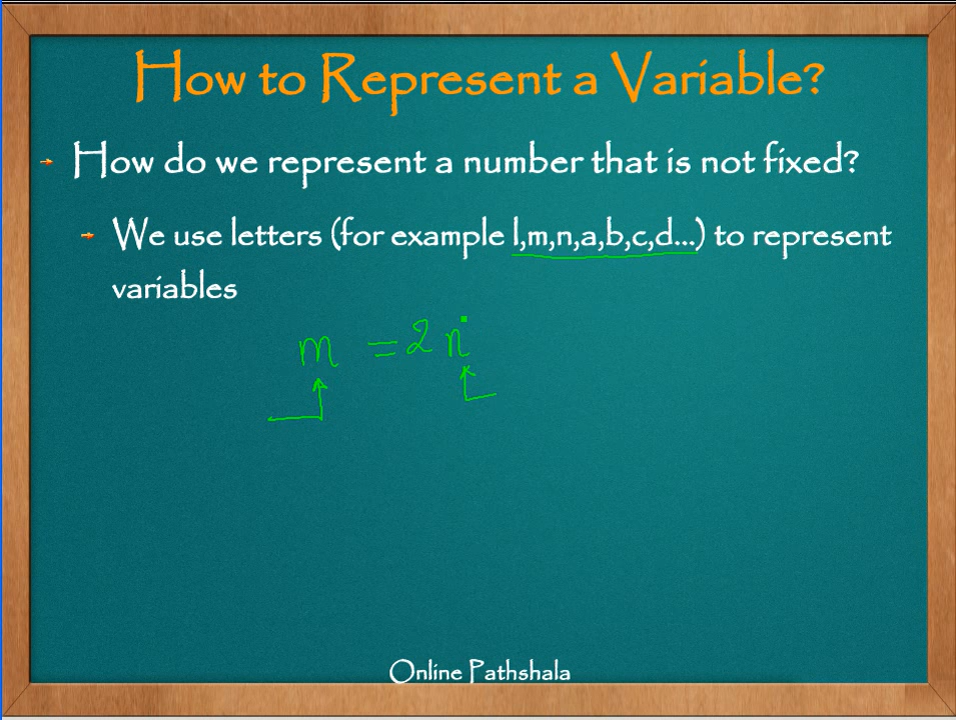 How to Represent a Variable?
How do we represent a number that is not fixed?
We use letters (for example l,m,n,a,b,c,d...) to represent
variables
m = 2 n
Online Pathshala